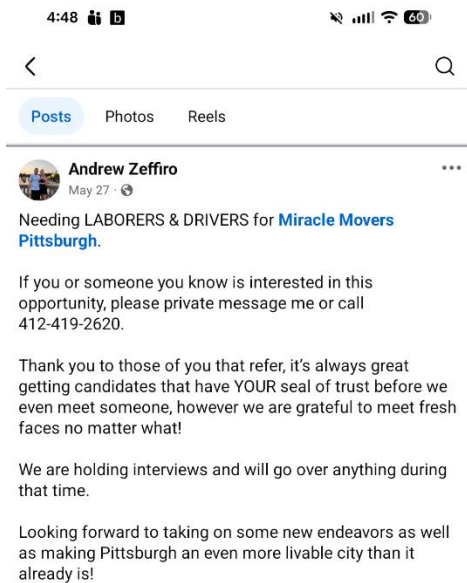 4:48
60
Posts Photos Reels
Andrew Zeffiro
May 27 ·
Needing LABORERS & DRIVERS for Miracle Movers
Pittsburgh.
If you or someone you know is interested in this
opportunity, please private message me or call
412-419-2620.
Thank you to those of you that refer, it's always great
getting candidates that have YOUR seal of trust before we
even meet someone, however we are grateful to meet fresh
faces no matter what!
We are holding interviews and will go over anything during
that time.
Looking forward to taking on some new endeavors as well
as making Pittsburgh an even more livable city than it
already is!